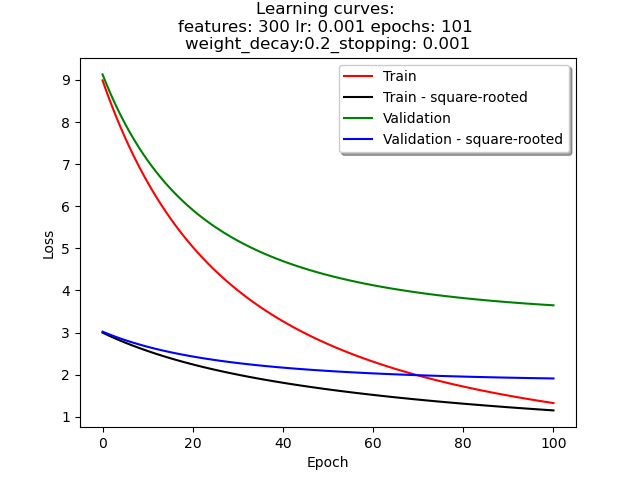 Learning curves:
features: 300 lr: 0.001 epochs: 101
weight_decay:0.2_stopping: 0.001
Train
Train - square-rooted
Validation
Validation - square-rooted
Loss
9
8
7
6
5
4
3
2
1
0
20
40
60
80
100
Epoch